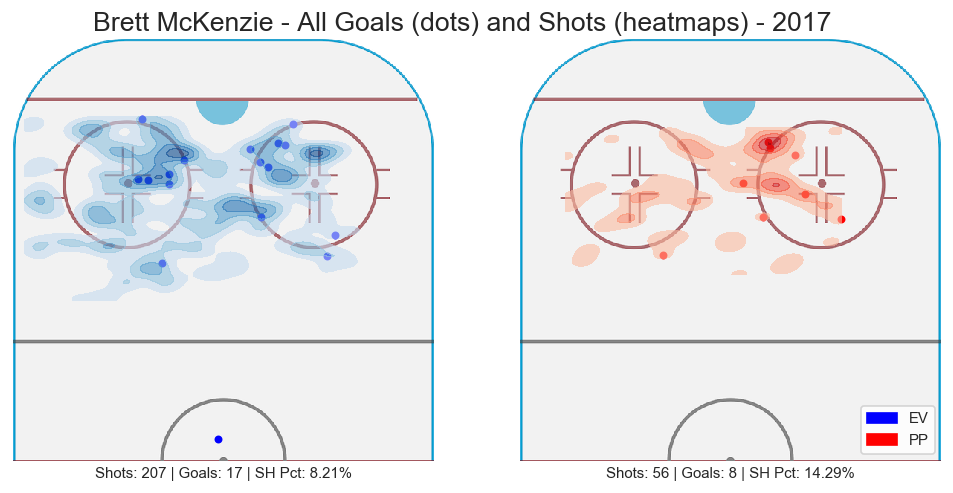 Brett McKenzie - All Goals (dots) and Shots (heatmaps) - 2017
EV
PP
Shots: 207 | Goals: 17 | SH Pct: 8.21%
Shots: 56 | Goals: 8 | SH Pct: 14.29%